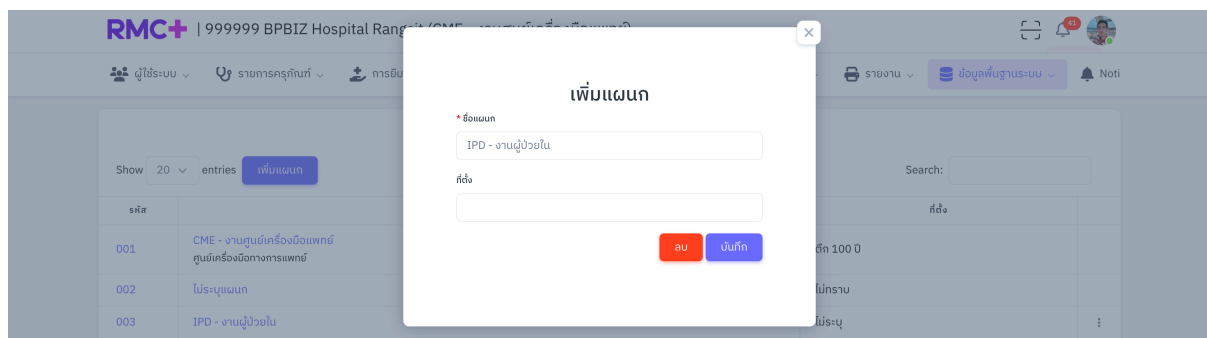 RMC+ | 999999 BPBIZ Hospital Rangsit (CME - งานศูนย์เครื่องมือแพทย์)
41
ผู้ใช้ระบบ รายการครุภัณฑ์ การยืม รายงาน ข้อมูลพื้นฐานระบบ Noti
เพิ่มแผนก
* ชื่อแผนก
IPD - งานผู้ป่วยใน
ที่ตั้ง
ลบ บันทึก
Show 20 entries เพิ่มแผนก Search:
รหัส ที่ตั้ง
001 CME - งานศูนย์เครื่องมือแพทย์ ตึก 100 ปี
ศูนย์เครื่องมือทางการแพทย์
002 ไม่ระบุแผนก ไม่ทราบ
003 IPD - งานผู้ป่วยใน ไม่ระบุ